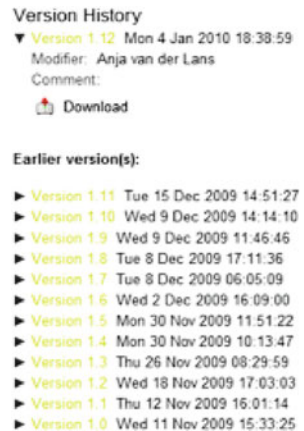 Version History
Version 1.12 Mon 4 Jan 2010 18:38:59
Modifier: Anja van der Lans
Comment:
Download
Earlier version(s):
Version 1.11 Tue 15 Dec 2009 14:51:27
Version 1.10 Wed 9 Dec 2009 14:14:10
Version 1.9 Wed 9 Dec 2009 11:46:46
Version 1.8 Tue 8 Dec 2009 17:11:36
Version 1.7 Tue 8 Dec 2009 06:05:09
Version 1.6 Wed 2 Dec 2009 16:09:00
Version 1.5 Mon 30 Nov 2009 11:51:22
Version 1.4 Mon 30 Nov 2009 10:13:47
Version 1.3 Thu 26 Nov 2009 08:29:59
Version 1.2 Wed 18 Nov 2009 17:03:03
Version 1.1 Thu 12 Nov 2009 16:01:14
Version 1.0 Wed 11 Nov 2009 15:33:25